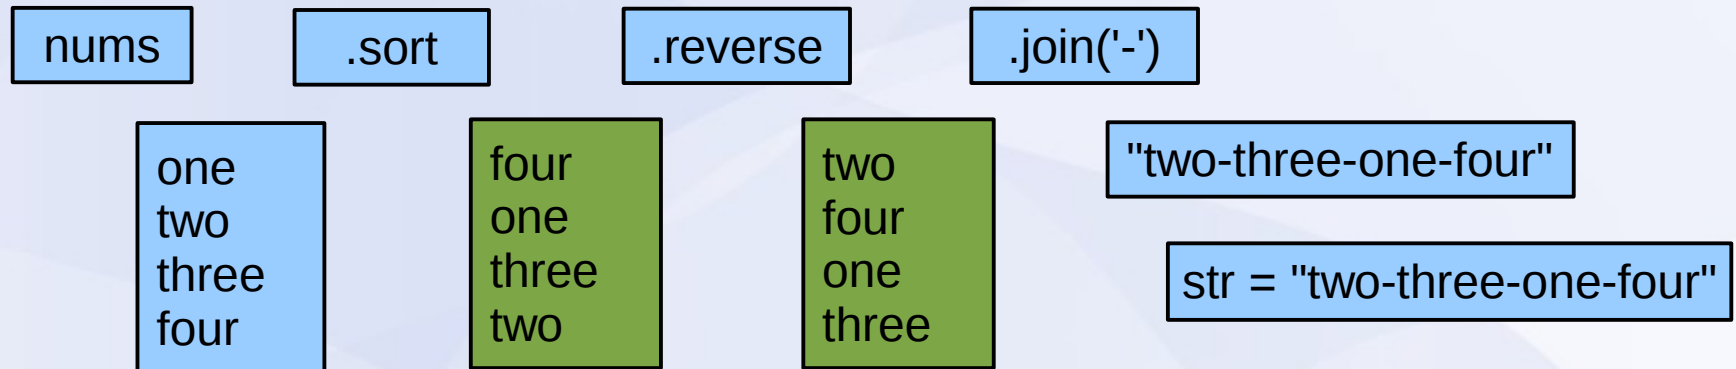 nums
.sort
.reverse
.join('-')
one
two
three
four
four
one
three
two
two
four
one
three
"two-three-one-four"
str = "two-three-one-four"